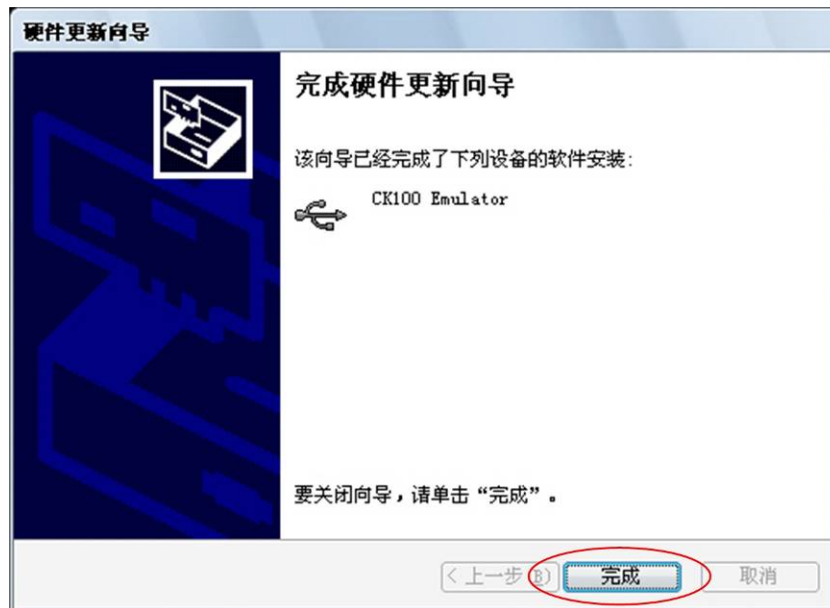 硬件更新向导
完成硬件更新向导
该向导已经完成了下列设备的软件安装：
CK100 Emulator
要关闭向导，请单击“完成”。
<上一步(B) 完成 取消